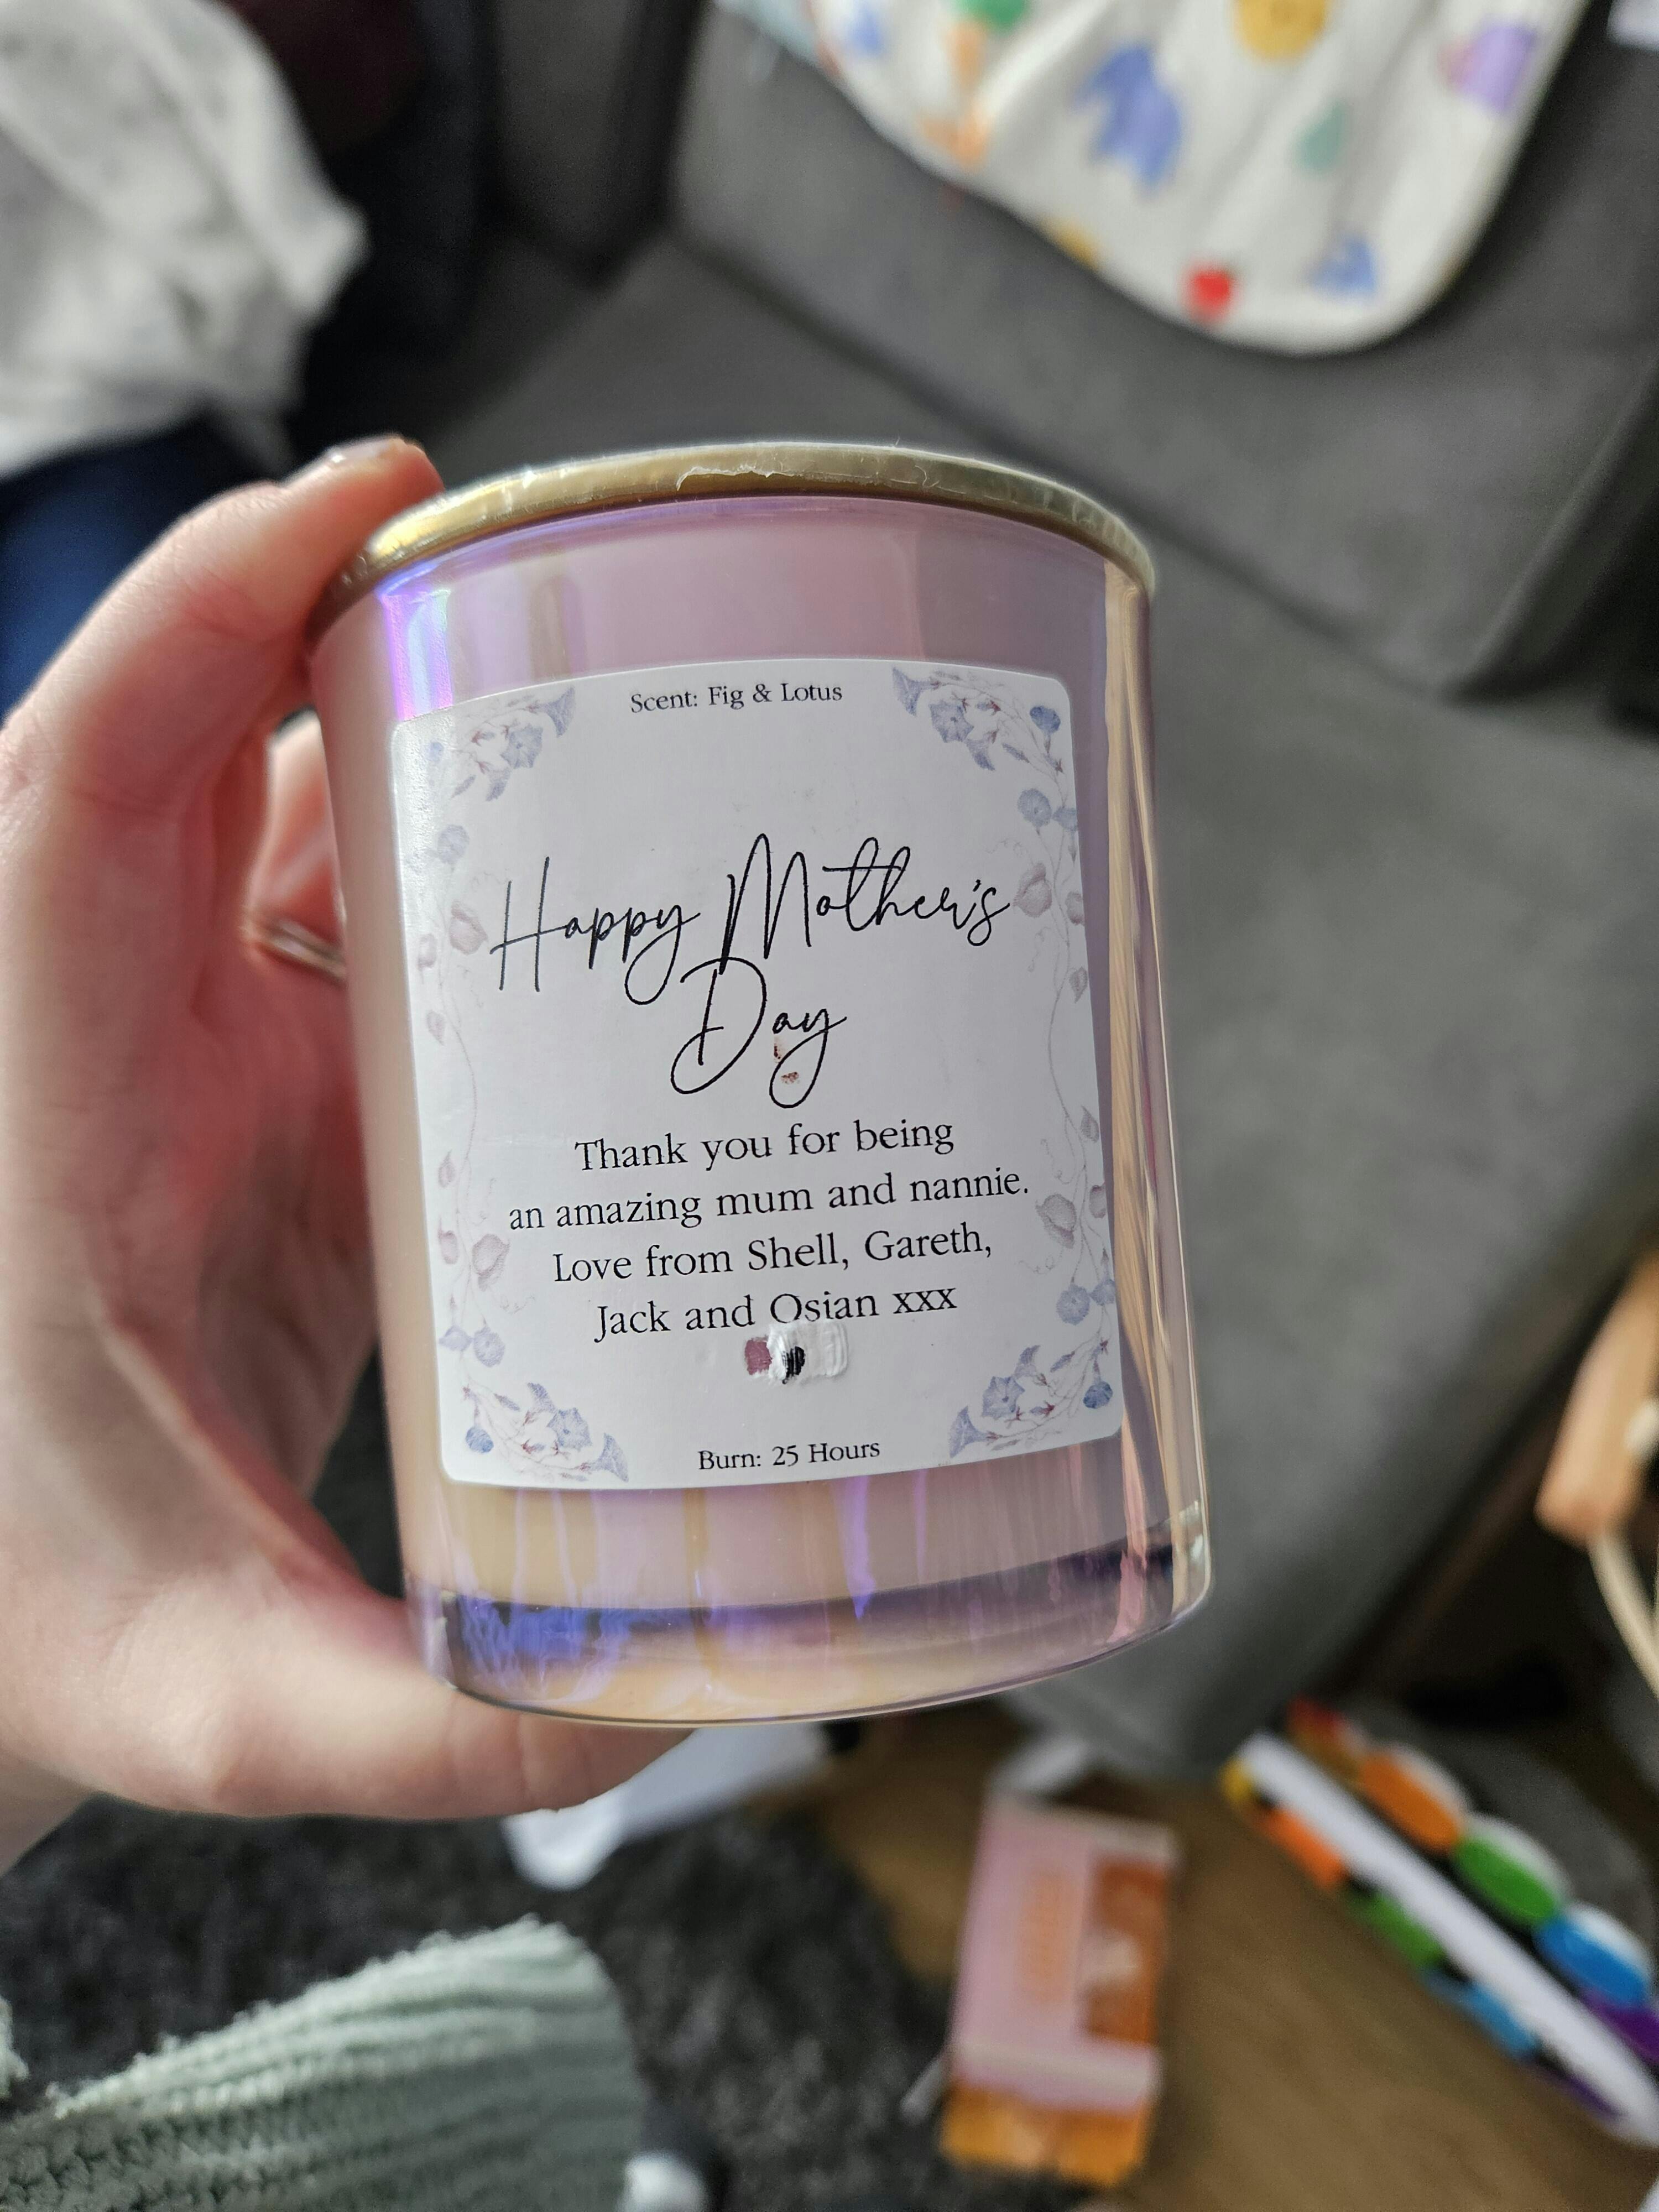 Scent: Fig & Lotus
Happy Mother's
Day
Thank you for being
an amazing mum and nannie.
Love from Shell, Gareth,
Jack and Osian xxx
Burn: 25 Hours